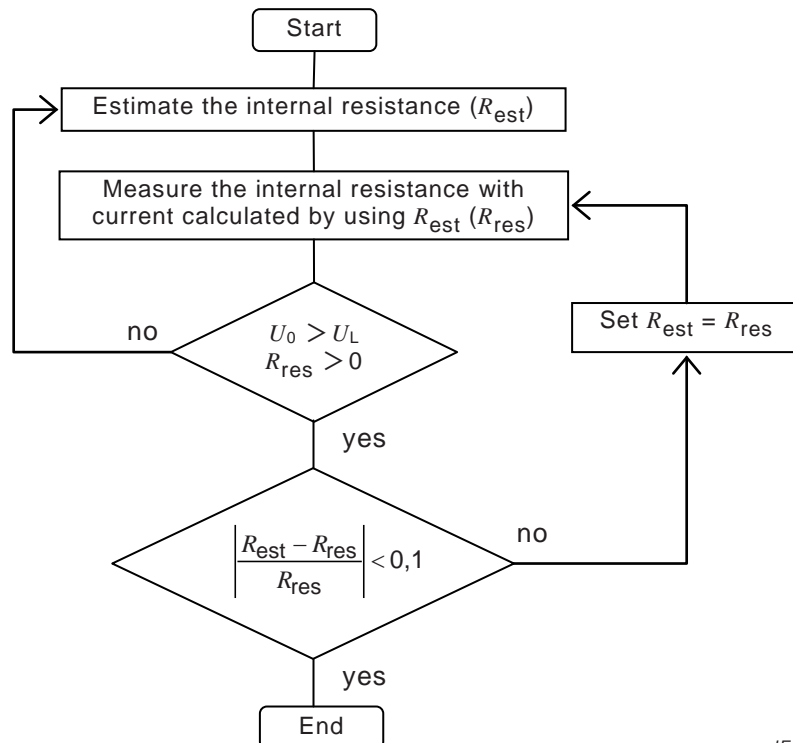 Start
Estimate the internal resistance (Rest)
Measure the internal resistance with
current calculated by using Rest (Rres)
no
U0 > UL
Rres > 0
Set Rest = Rres
yes
|Rest – Rres / Rres| < 0,1
no
yes
End